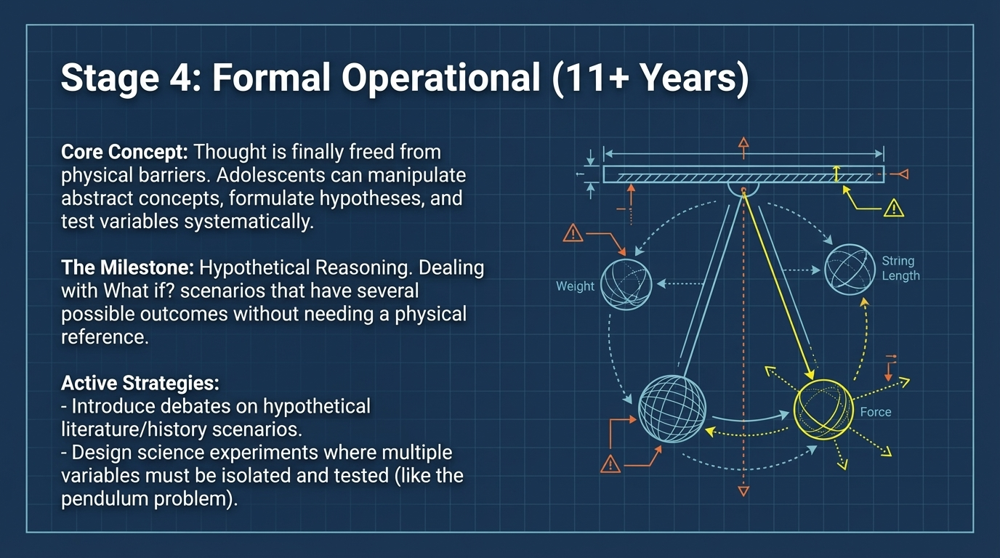 Stage 4: Formal Operational (11+ Years)
Core Concept: Thought is finally freed from
physical barriers. Adolescents can manipulate
abstract concepts, formulate hypotheses, and
test variables systematically.
The Milestone: Hypothetical Reasoning. Dealing
with What if? scenarios that have several
possible outcomes without needing a physical
reference.
Active Strategies:
- Introduce debates on hypothetical
literature/history scenarios.
- Design science experiments where multiple
variables must be isolated and tested (like the
pendulum problem).
Weight
String
Length
Force